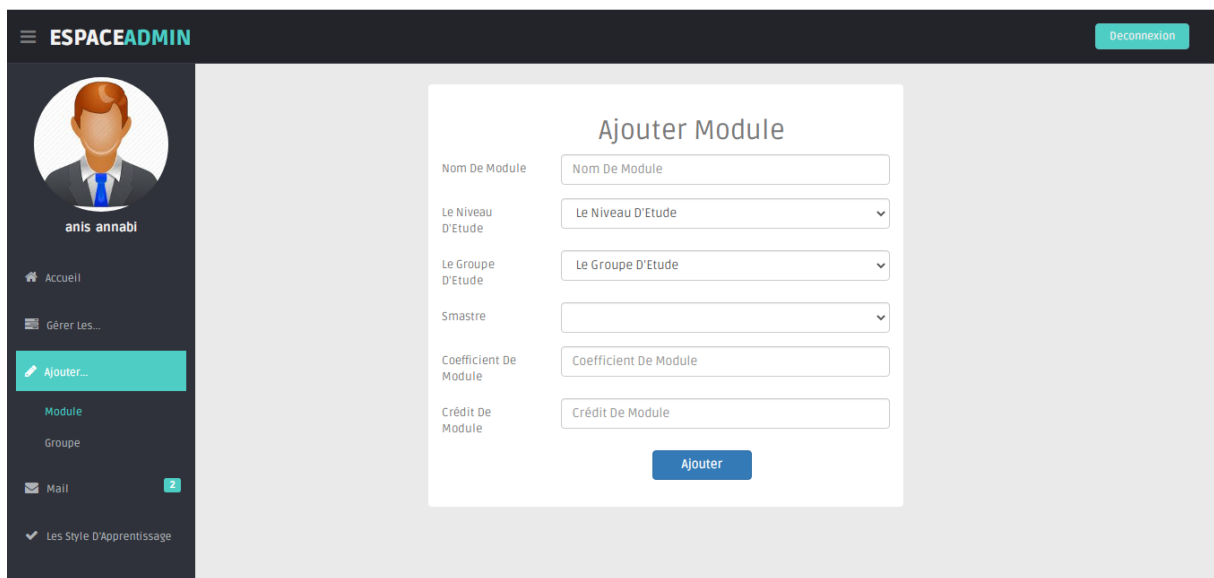 ESPACEADMIN
Deconnexion
anis annabi
Accueil
Gérer Les...
Ajouter...
Module
Groupe
Mail
2
Les Style D'Apprentissage
Ajouter Module
Nom De Module
Nom De Module
Le Niveau
D'Etude
Le Niveau D'Etude
Le Groupe
D'Etude
Le Groupe D'Etude
Smastre
Coefficient De
Module
Coefficient De Module
Crédit De
Module
Crédit De Module
Ajouter